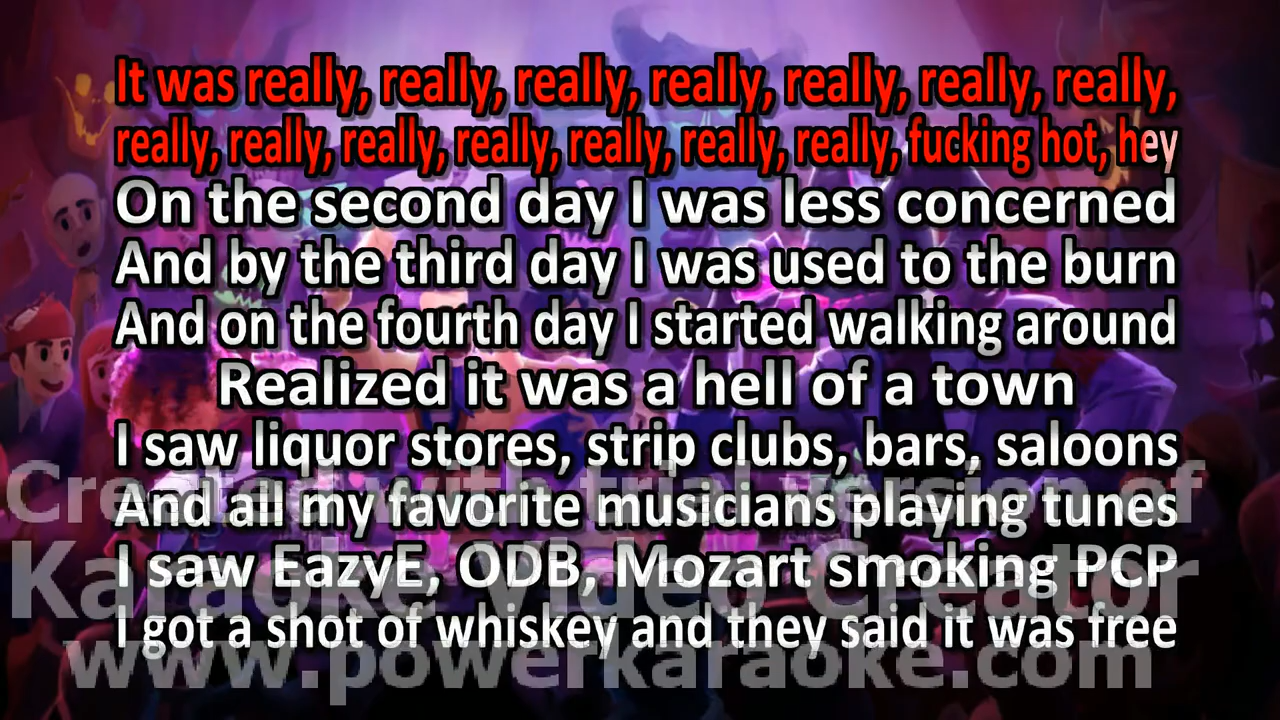 It was really, really, really, really, really, really, really,
really, really, really, really, really, really, really, fucking hot, hey
On the second day I was less concerned
And by the third day I was used to the burn
And on the fourth day I started walking around
Realized it was a hell of a town
I saw liquor stores, strip clubs, bars, saloons
Created with trial version of
And all my favorite musicians playing tunes
I saw EazyE, ODB, Mozart smoking PCP
Karaoke Video Creator
I got a shot of whiskey and they said it was free
www.powerkaraoke.com